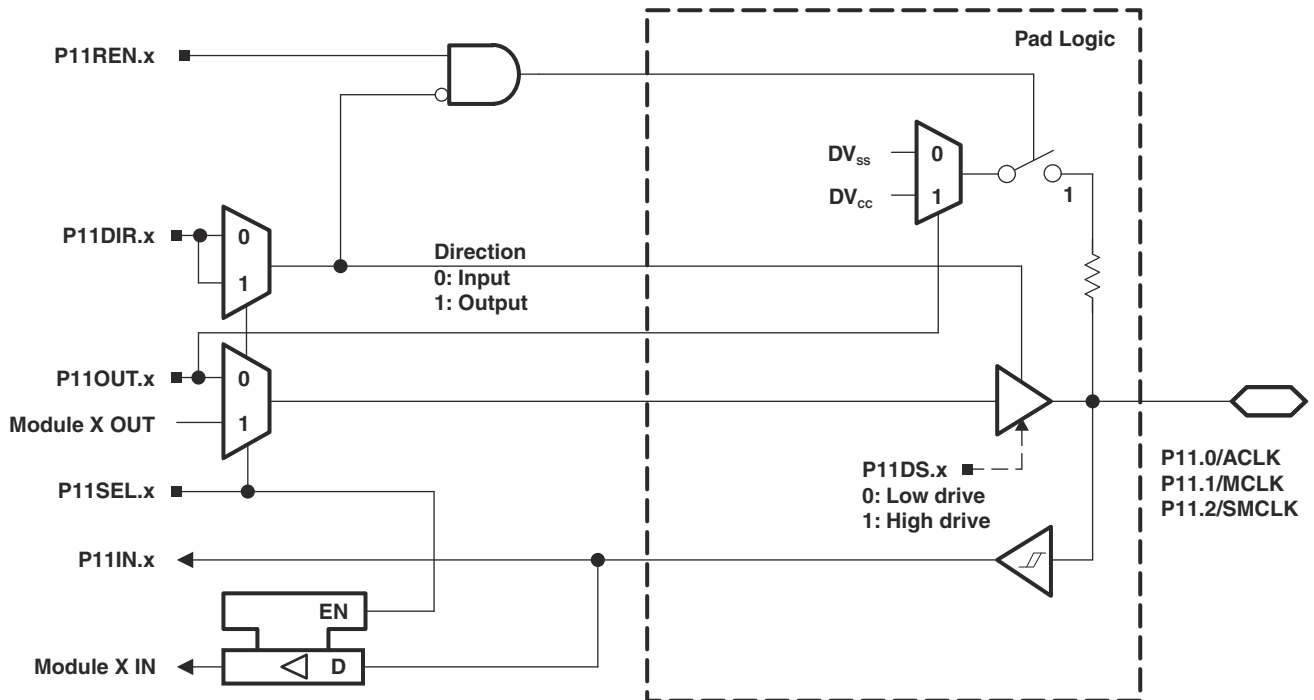 Pad Logic
P11REN.x
DVSS
0
DVCC
1
1
P11DIR.x
0
1
Direction
0: Input
1: Output
P11OUT.x
0
Module X OUT
1
P11DS.x
0: Low drive
1: High drive
P11.0/ACLK
P11.1/MCLK
P11.2/SMCLK
P11SEL.x
P11IN.x
EN
Module X IN
D